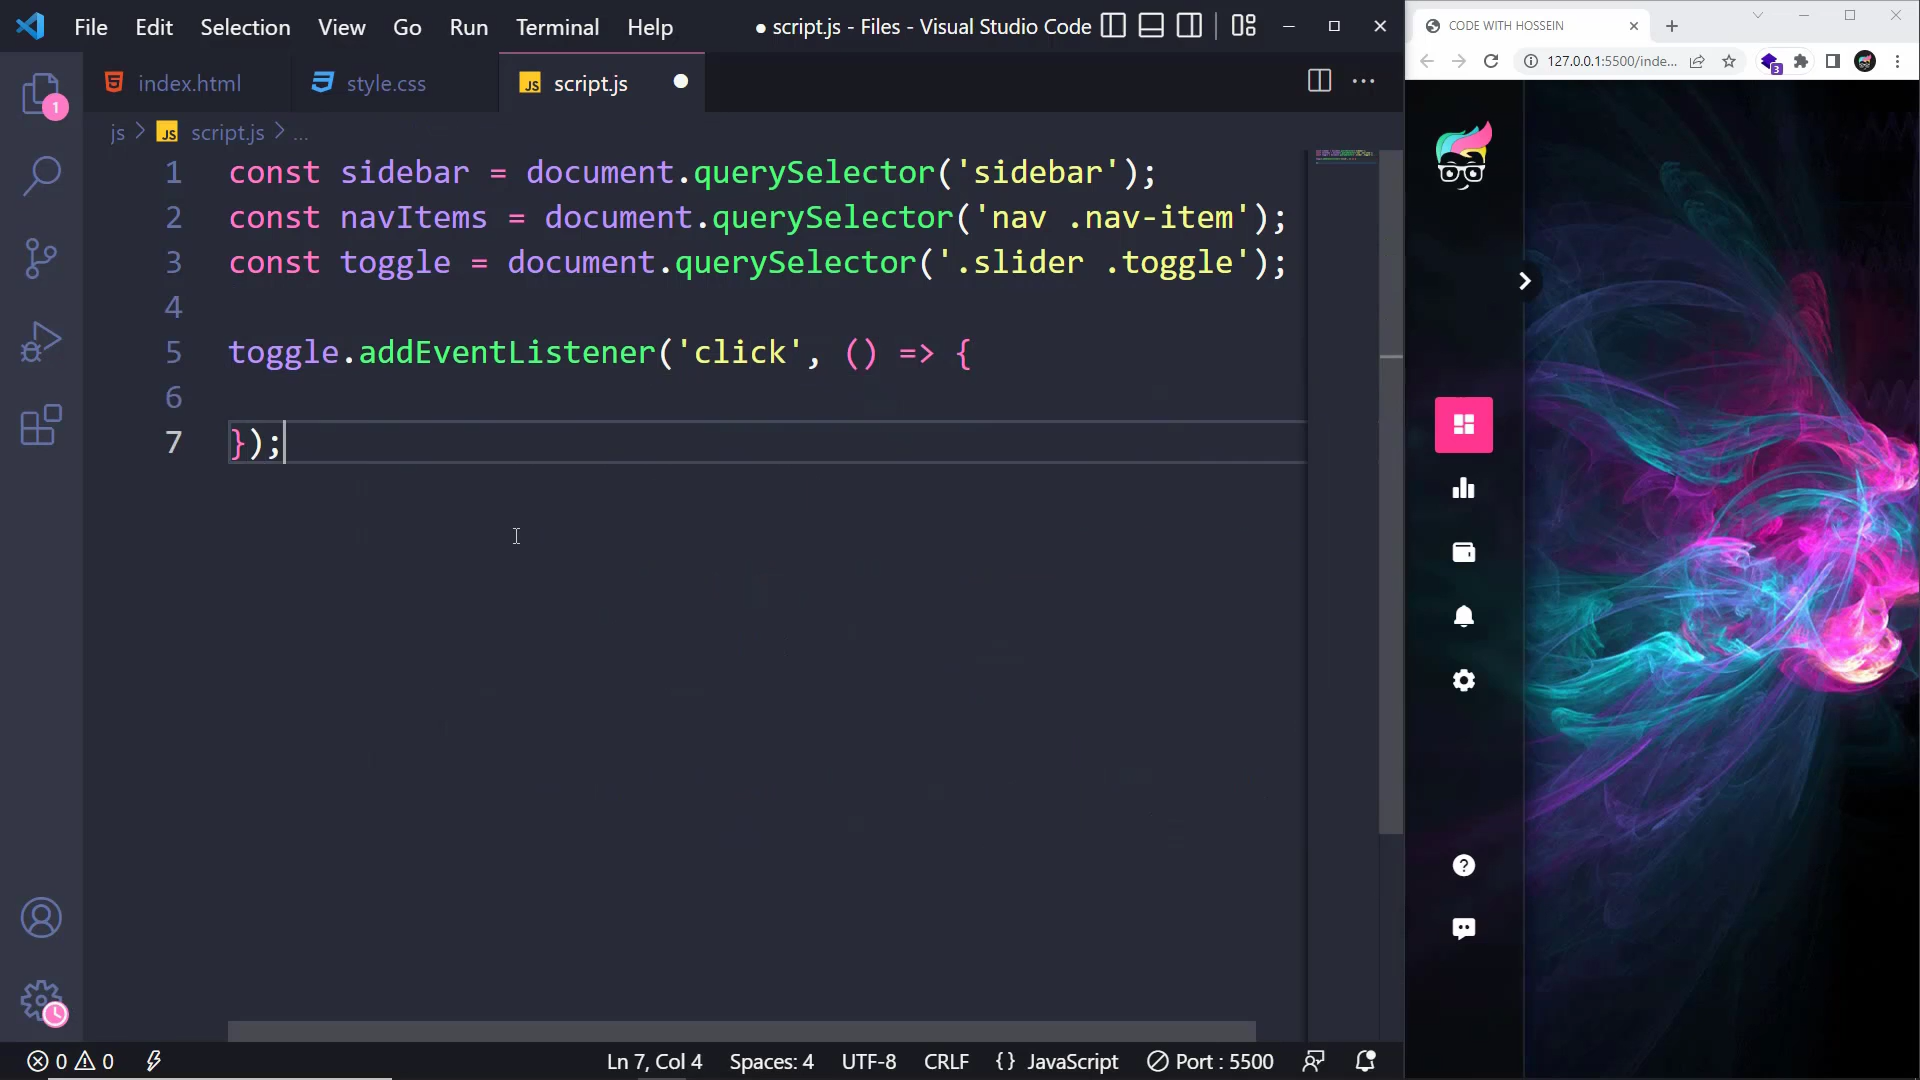 File Edit Selection View Go Run Terminal Help ● script.js - Files - Visual Studio Code
index.html style.css script.js
js > script.js > ...
1 const sidebar = document.querySelector('sidebar');
2 const navItems = document.querySelector('nav .nav-item');
3 const toggle = document.querySelector('.slider .toggle');
4
5 toggle.addEventListener('click', () => {
6
7 });
1
0 0 Ln 7, Col 4 Spaces: 4 UTF-8 CRLF {} JavaScript Port : 5500
CODE WITH HOSSEIN
127.0.0.1:5500/inde...
3